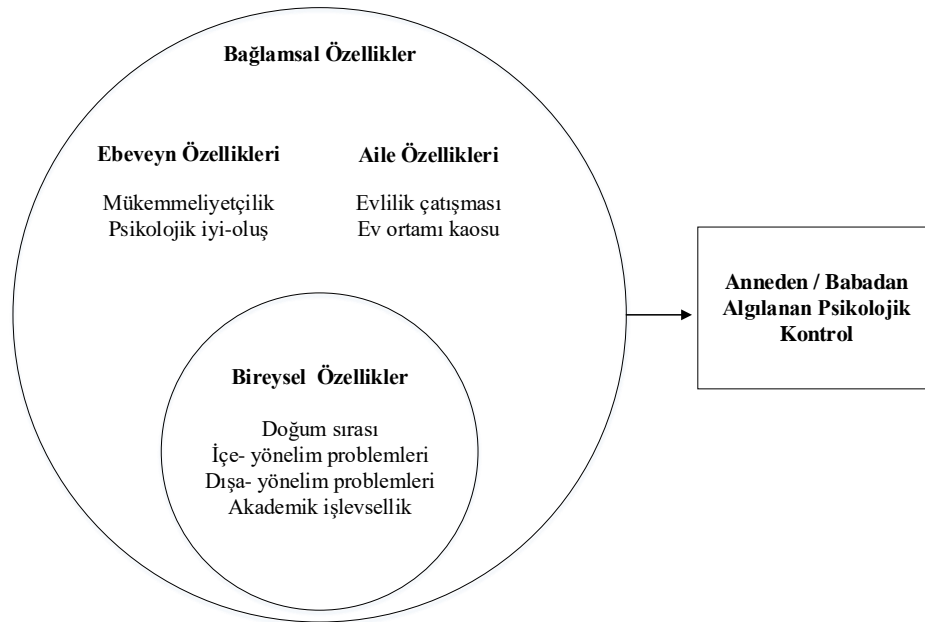 Bağlamsal Özellikler
Ebeveyn Özellikleri
Mükemmeliyetçilik
Psikolojik iyi-oluş
Aile Özellikleri
Evlilik çatışması
Ev ortamı kaosu
Bireysel Özellikler
Doğum sırası
İçe- yönelim problemleri
Dışa- yönelim problemleri
Akademik işlevsellik
Anneden / Babadan
Algılanan Psikolojik
Kontrol